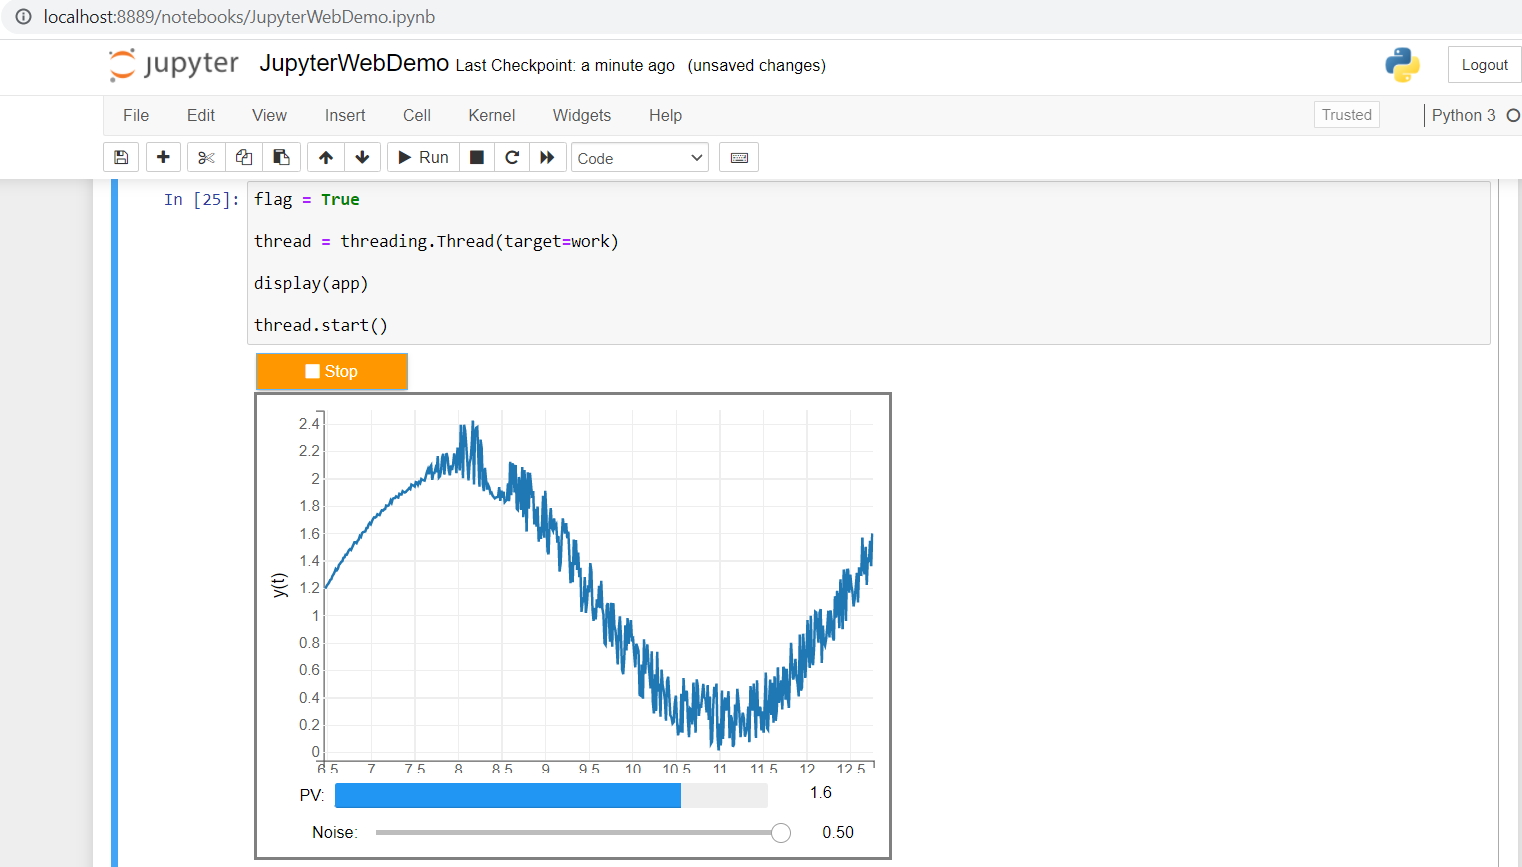 localhost:8889/notebooks/JupyterWebDemo.ipynb
jupyter JupyterWebDemo Last Checkpoint: a minute ago (unsaved changes) Logout
File Edit View Insert Cell Kernel Widgets Help Trusted Python 3
Run Code
In [25]: flag = True
thread = threading.Thread(target=work)
display(app)
thread.start()
Stop
2.4
2.2
2
1.8
1.6
1.4
1.2
1
0.8
0.6
0.4
0.2
0
y(t)
6.5 7 7.5 8 8.5 9 9.5 10 10.5 11 11.5 12 12.5
PV: 1.6
Noise: 0.50